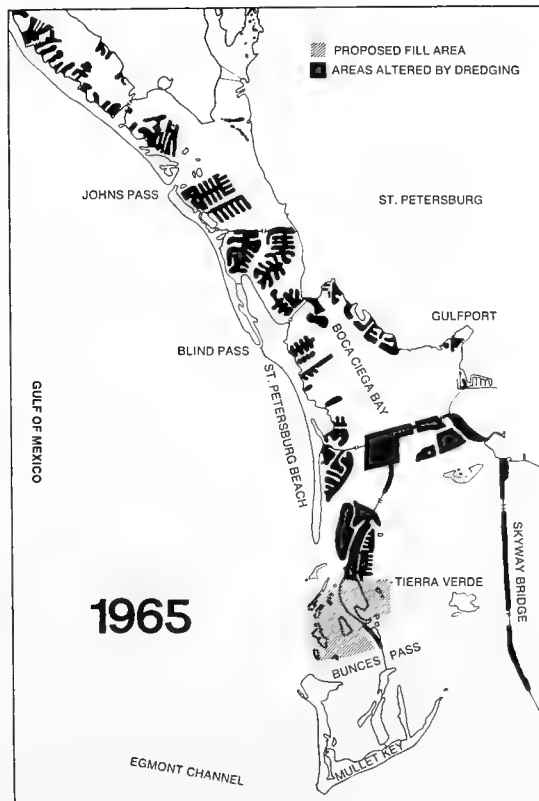 PROPOSED FILL AREA
AREAS ALTERED BY DREDGING
JOHNS PASS
ST. PETERSBURG
GULFPORT
BLIND PASS
BOCA CIEGA BAY
ST. PETERSBURG BEACH
GULF OF MEXICO
SKYWAY BRIDGE
TIERRA VERDE
1965
BUNCES PASS
MULLET KEY
EGMONT CHANNEL